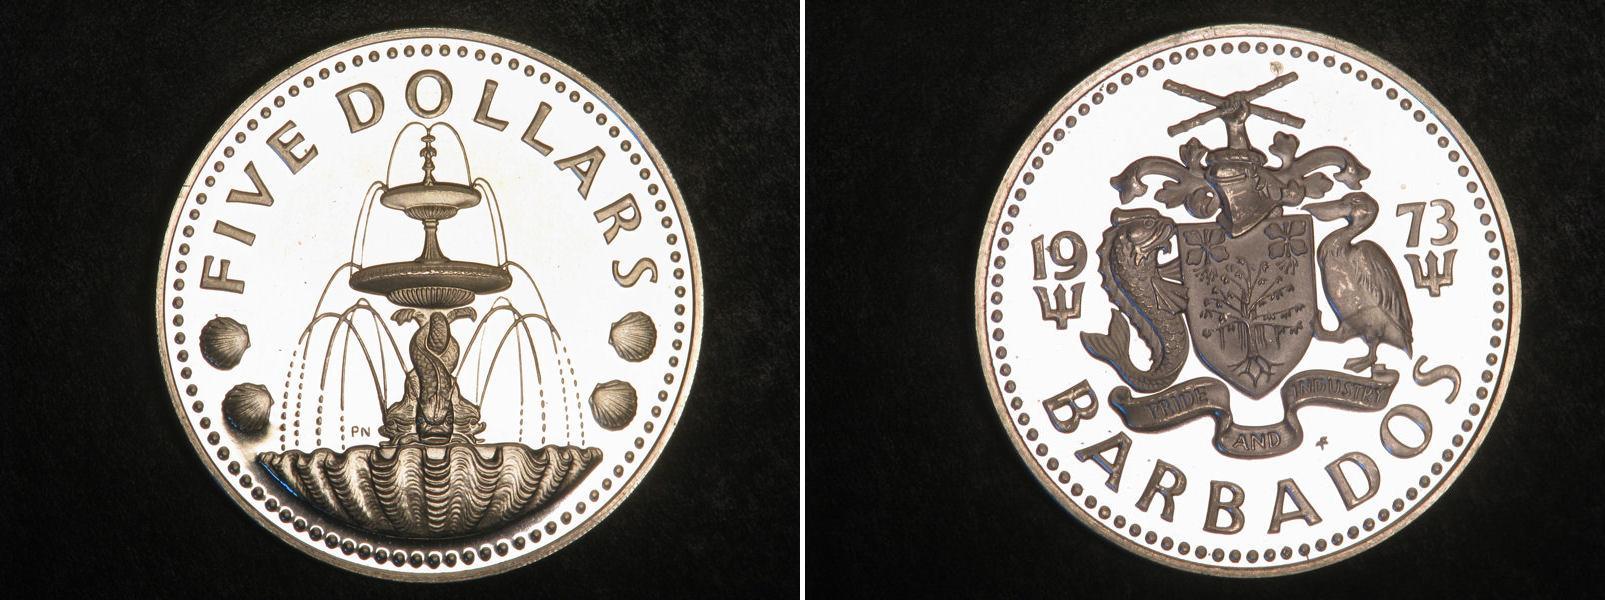 FIVE DOLLARS
PN
19 73
PRIDE AND INDUSTRY
BARBADOS